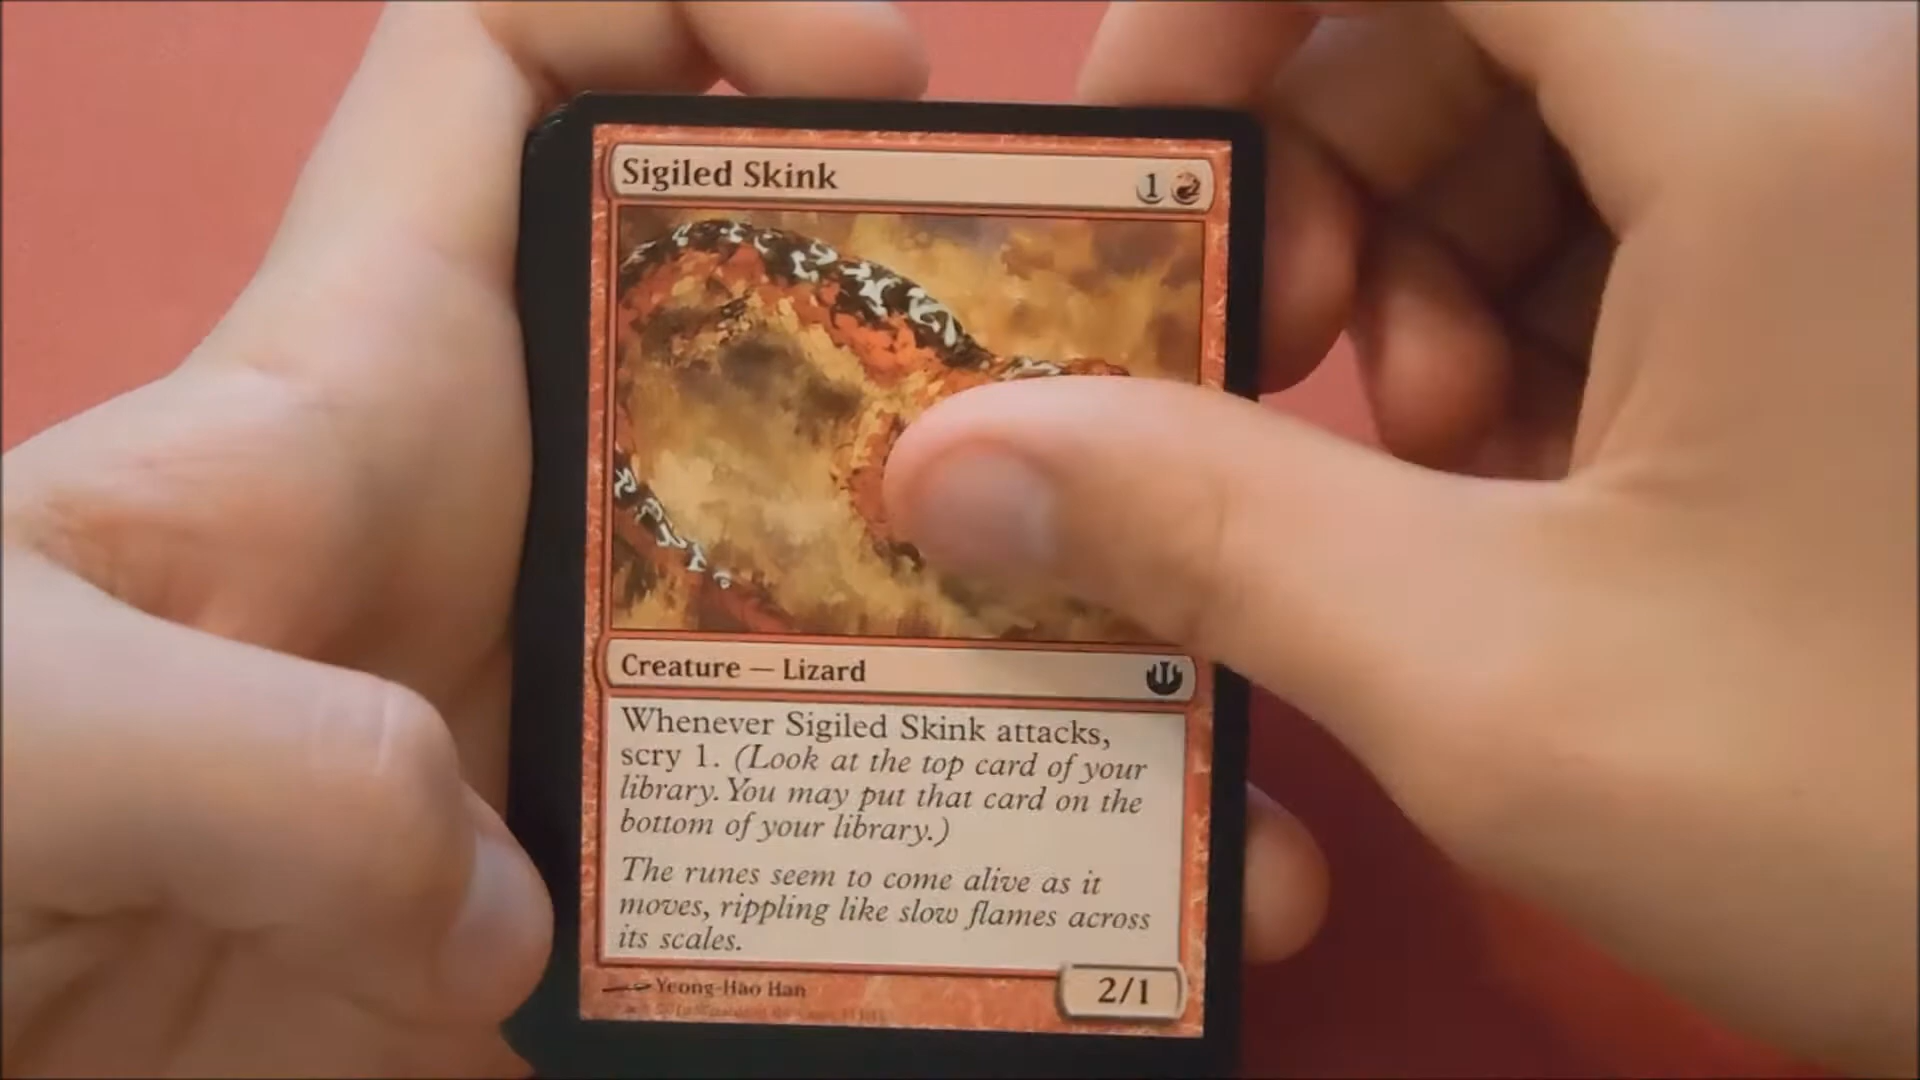 Sigiled Skink
1
Creature — Lizard
Whenever Sigiled Skink attacks,
scry 1. (Look at the top card of your
library. You may put that card on the
bottom of your library.)
The runes seem to come alive as it
moves, rippling like slow flames across
its scales.
Yeong-Hao Han
2/1